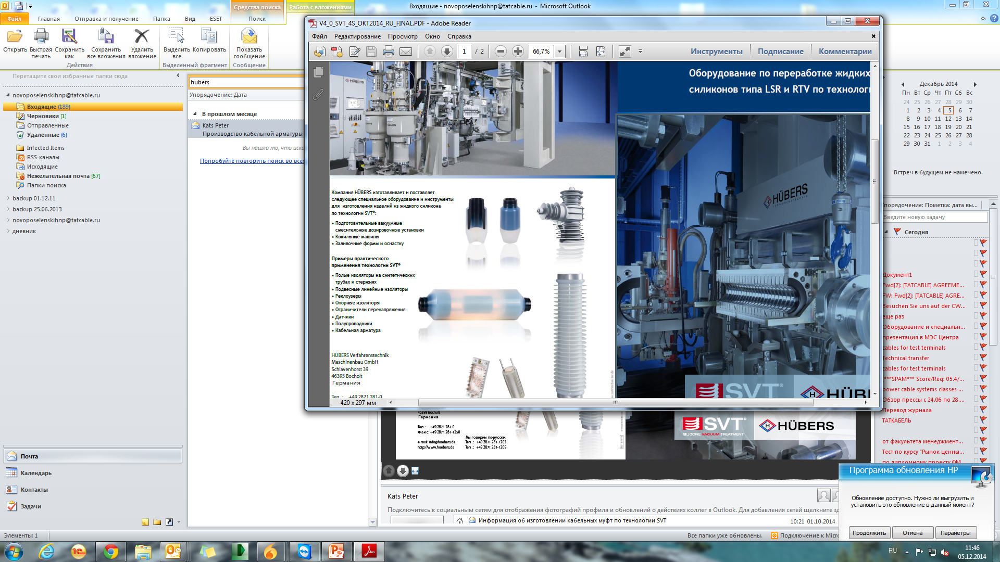 Входящие - novoposelenskihnp@tatcable.ru - Microsoft Outlook
Средства поиска
Работа с вложениями
Файл
Главная
Отправка и получение
Папка
Вид
ESET
Поиск
Открыть
Быстрая печать
Сохранить как
Сохранить все вложения
Удалить вложение
Выделить все
Копировать
Показать сообщение
Действия
Выделенный фрагмент
Сообщение
Перетащите свои избранные папки сюда
novoposelenskihnp@tatcable.ru
Входящие (189)
Черновики [1]
Отправленные
Удаленные (6)
Infected Items
RSS-каналы
Исходящие
Нежелательная почта [67]
Папки поиска
backup 01.12.11
backup 25.06.2013
novoposelenskihnp@tatcable.ru
дневник
Почта
Календарь
Контакты
Задачи
Элементы: 1
hubers
Упорядочение: Дата
В прошлом месяце
Kats Peter
Производство кабельной арматуры
Вы нашли то, что
Попробуйте повторить поиск во всех
V4_0_SVT_4S_OKT2014_RU_FINAL.PDF - Adobe Reader
Файл
Редактирование
Просмотр
Окно
Справка
1
/ 2
66,7%
Инструменты
Подписание
Комментарии
HÜBERS
Оборудование по переработке жидких
силиконов типа LSR и RTV по
HÜBERS
VERFAHRENSTECHNIK
Компания HÜBERS изготавливает и поставляет
следующее специальное оборудование и инструменты
для изготовления изделий из жидкого силикона
по технологии SVT®:
• Подготовительные вакуумные
смесительные дозировочные установки
• Кокильные машины
• Заливочные формы и оснастку
Примеры практического
применения технологии SVT®
• Полые изоляторы на синтетических
трубах и стержнях
• Подвесные линейные изоляторы
• Реклоузеры
• Опорные изоляторы
• Ограничители перенапряжения
• Датчики
• Полупроводники
• Кабельная арматура
HÜBERS Verfahrenstechnik
Maschinenbau GmbH
Schlavenhorst 39
46395 Bocholt
Германия
Тел. : +49 2871 281-0
SVT®
420 x 297 мм
46395 Bocholt
Германия
Тел. : +49 2871 281-0
Факс: +49 2871 281-1250
Мы говорим по-русски:
e-mail: info@huebers.de Тел. : +49 2871 281-1203
http://www.huebers.de Тел. : +49 2871 281-1209
SVT®
SILICONE VACUUM TREATMENT
HÜBERS
Kats Peter
Подключитесь к социальным сетям для отображения фотографий профиля и обновлений о действиях коллег в Outlook. Для добавления сетей щелкните
Информация об изготовлении кабельных муфт по технологии SVT
10:21 01.10.2014
Все папки уже обновлены.
Подключение к
Декабрь 2014
Пн Вт Ср Чт Пт Сб Вс
24 25 26 27 28 29 30
1 2 3 4 5 6 7
8 9 10 11 12 13 14
15 16 17 18 19 20 21
22 23 24 25 26 27 28
29 30 31 1 2 3 4
Встреч в будущем не намечено.
Пометка: дата вы...
Введите новую задачу
Сегодня
Документ1
Fwd[2]: [TATCABLE] AGREEME...
FW: Fwd[2]: [TATCABLE] AGRE...
Besuchen Sie uns auf der CW...
еще раз
Оборудование и специальн...
презентация в МЭС Центра
cables for test terminals
Technical transfer
cables for test terminals
***SPAM*** Score/Req: 05.4/...
power cable systems classes ...
Обзор прессы с 24.06 по 28....
Перевод журнала
ТАТКАБЕЛЬ
от факультета менеджмент...
Тест по курсу "Рынок ценны...
по дипломному проекту ФМ
Программа обновления HP
Обновление доступно. Нужно ли выгрузить и
установить это обновление в данный момент?
Продолжить
Отмена
Параметры
RU
11:46
05.12.2014